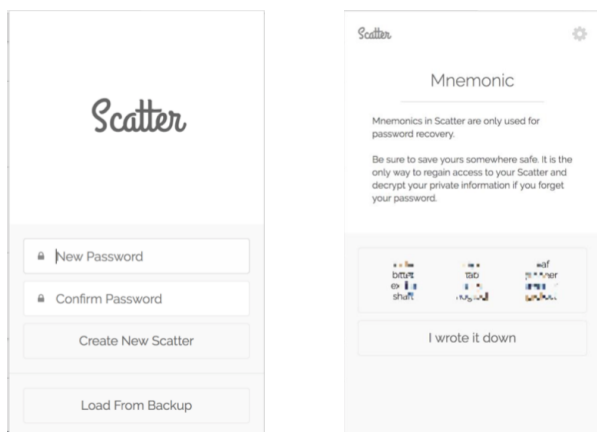 Scatter
New Password
Confirm Password
Create New Scatter
Load From Backup
Scatter
Mnemonic
Mnemonics in Scatter are only used for
password recovery.
Be sure to save yours somewhere safe. It is the
only way to regain access to your Scatter and
decrypt your private information if you forget
your password.
tab
shaft
I wrote it down